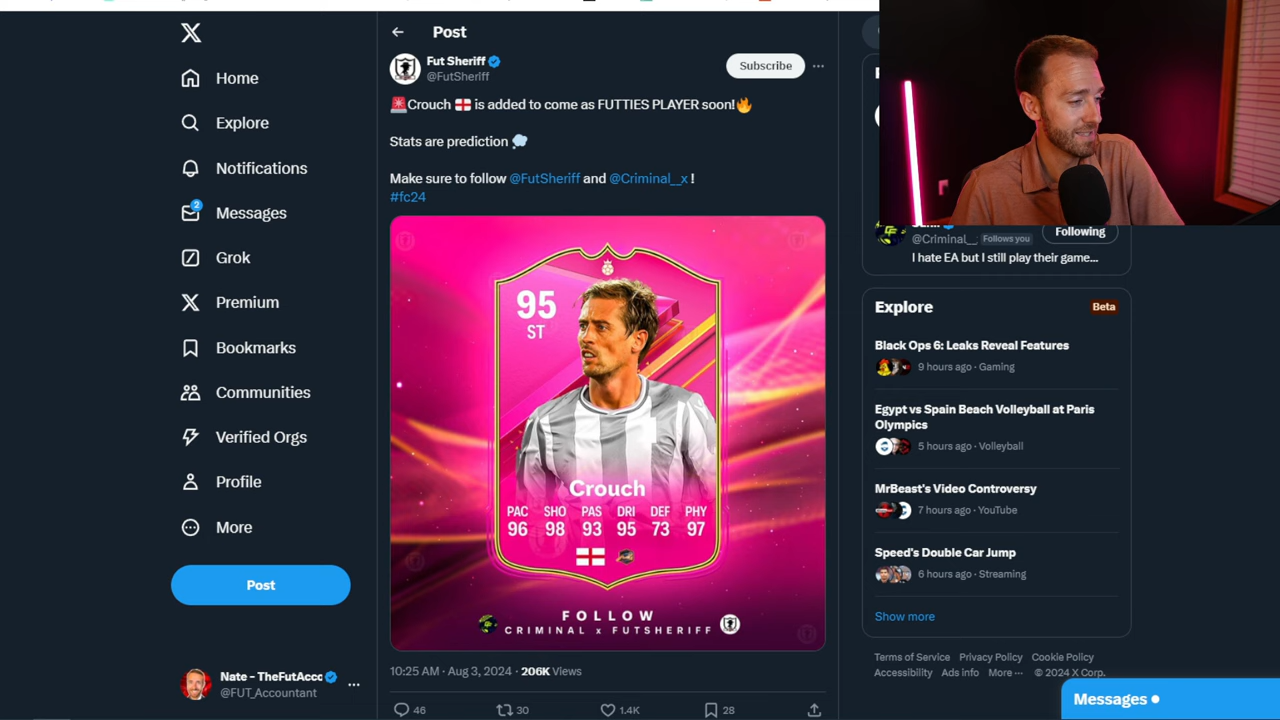 Home
Explore
Notifications
2
Messages
Grok
Premium
Bookmarks
Communities
Verified Orgs
Profile
More
Post
Nate - TheFutAcc
@FUT_Accountant
Post
Fut Sheriff
@FutSheriff
Subscribe
🚨Crouch 🏴󠁧󠁢󠁥󠁮󠁧󠁿 is added to come as FUTTIES PLAYER soon!🔥
Stats are prediction 💭
Make sure to follow @FutSheriff and @Criminal__x !
#fc24
95
ST
Crouch
PAC SHO PAS DRI DEF PHY
96 98 93 95 73 97
FOLLOW
CRIMINAL x FUTSHERIFF
10:25 AM · Aug 3, 2024 · 206K Views
46 30 1.4K 28
@Criminal__ Follows you
Following
I hate EA but I still play their game...
Explore
Beta
Black Ops 6: Leaks Reveal Features
9 hours ago · Gaming
Egypt vs Spain Beach Volleyball at Paris
Olympics
5 hours ago · Volleyball
MrBeast's Video Controversy
7 hours ago · YouTube
Speed's Double Car Jump
6 hours ago · Streaming
Show more
Terms of Service Privacy Policy Cookie Policy
Accessibility Ads info More ··· © 2024 X Corp.
Messages